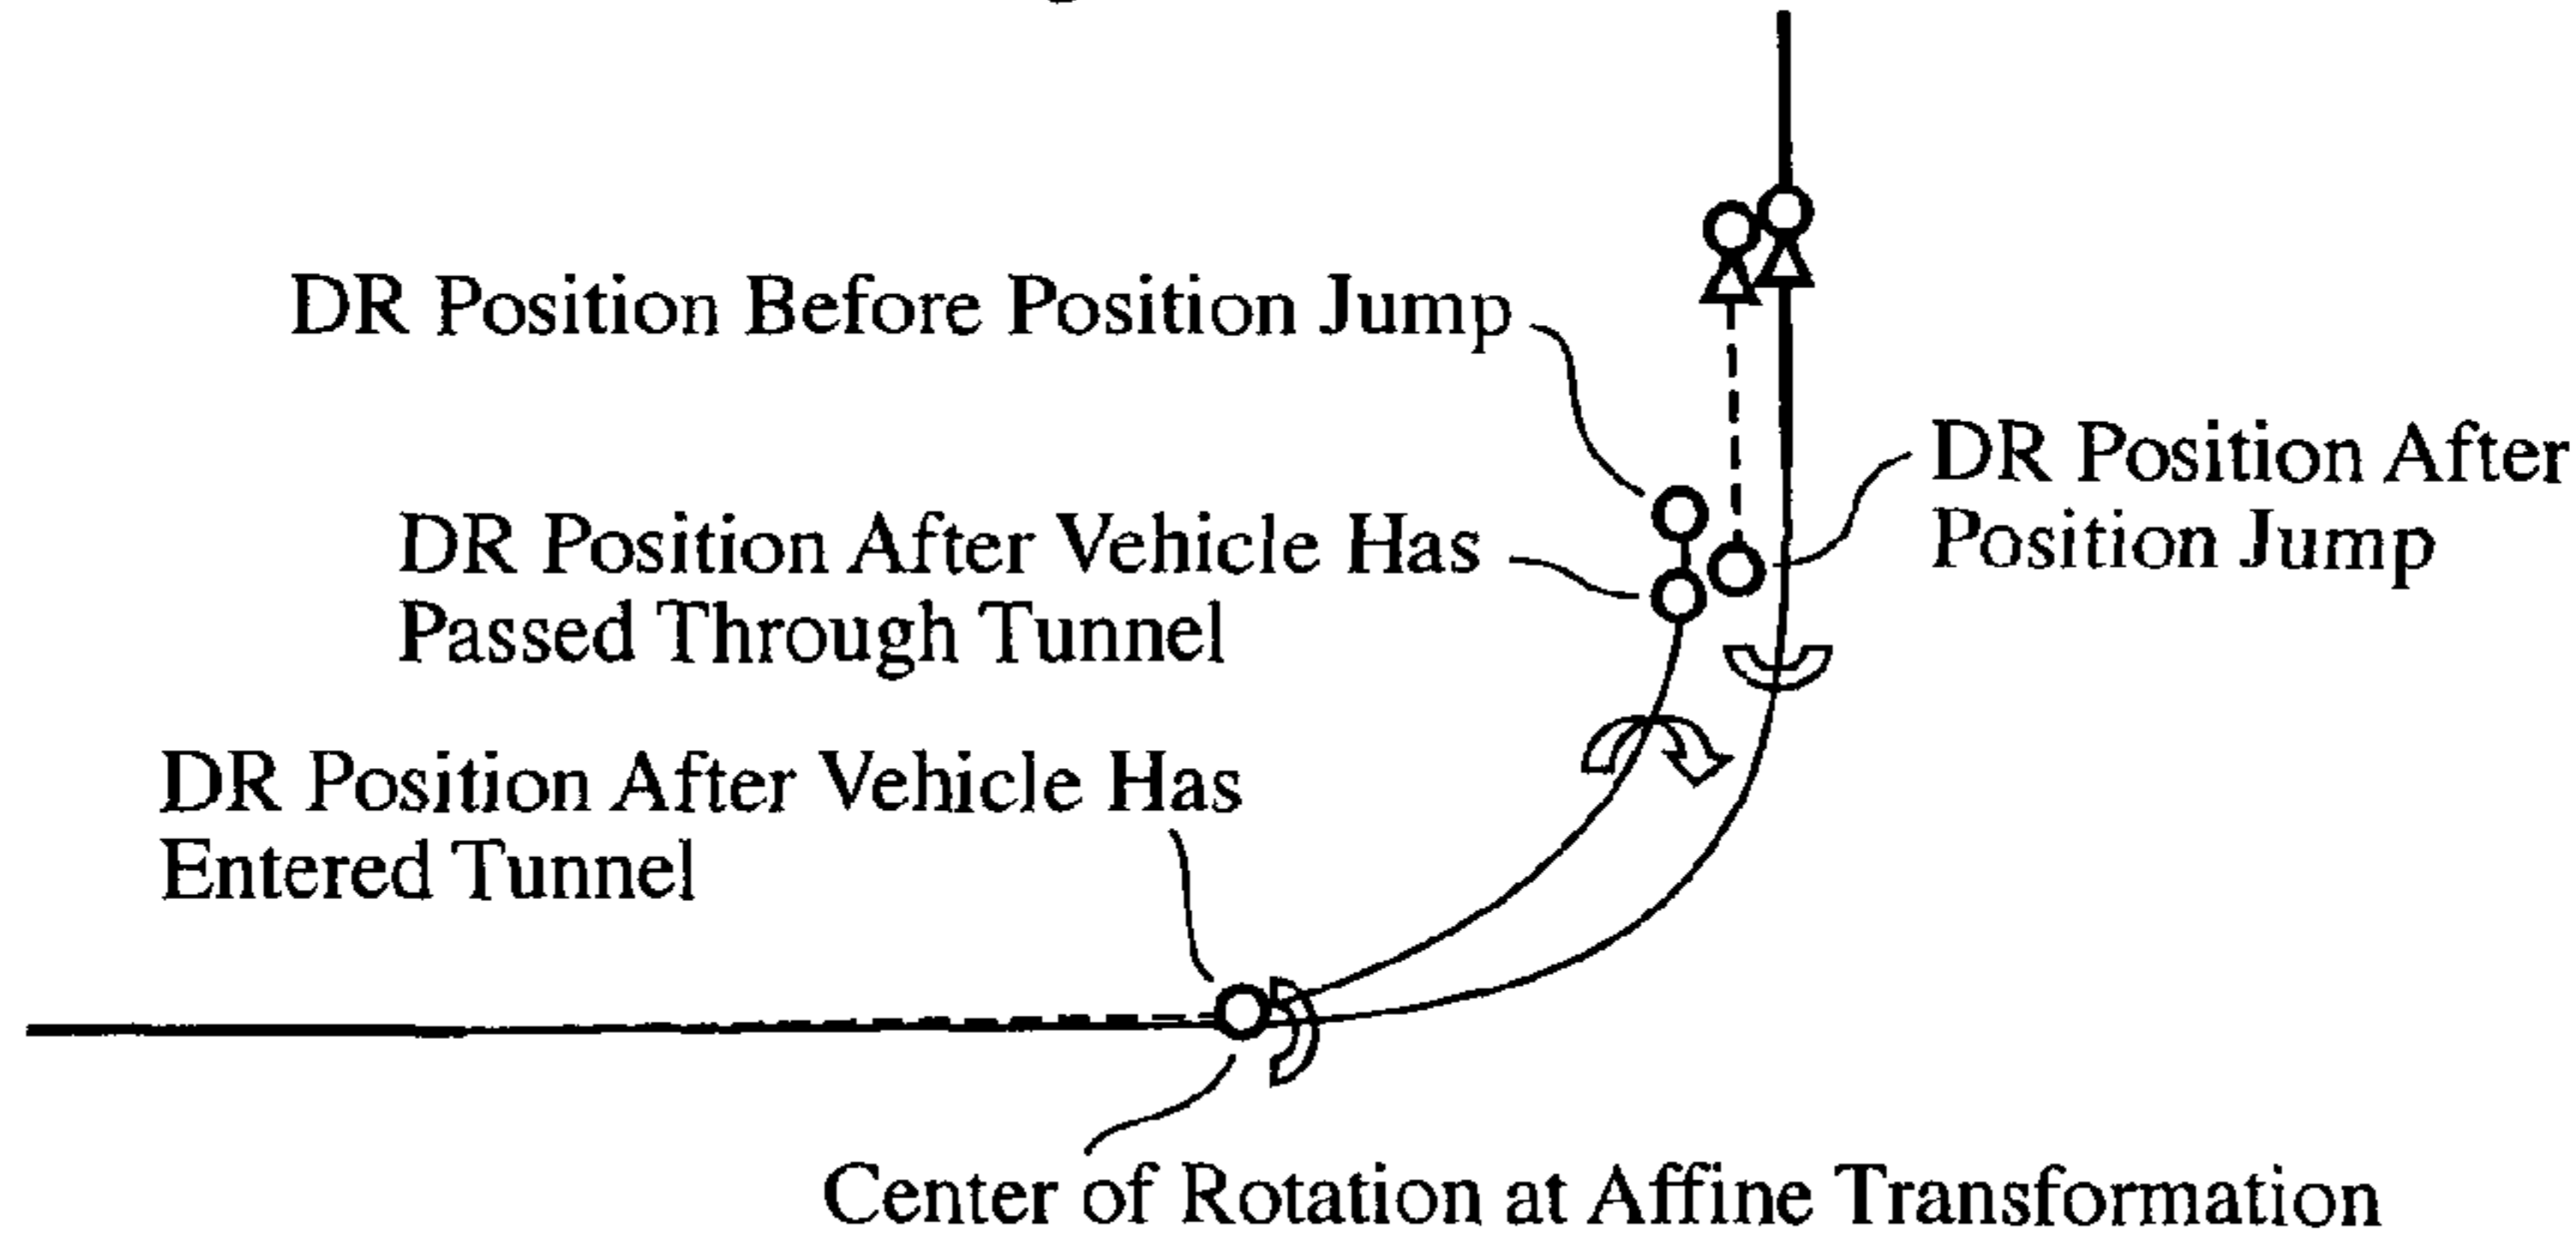 DR Position Before Position Jump
DR Position After
Position Jump
DR Position After Vehicle Has
Passed Through Tunnel
DR Position After Vehicle Has
Entered Tunnel
Center of Rotation at Affine Transformation